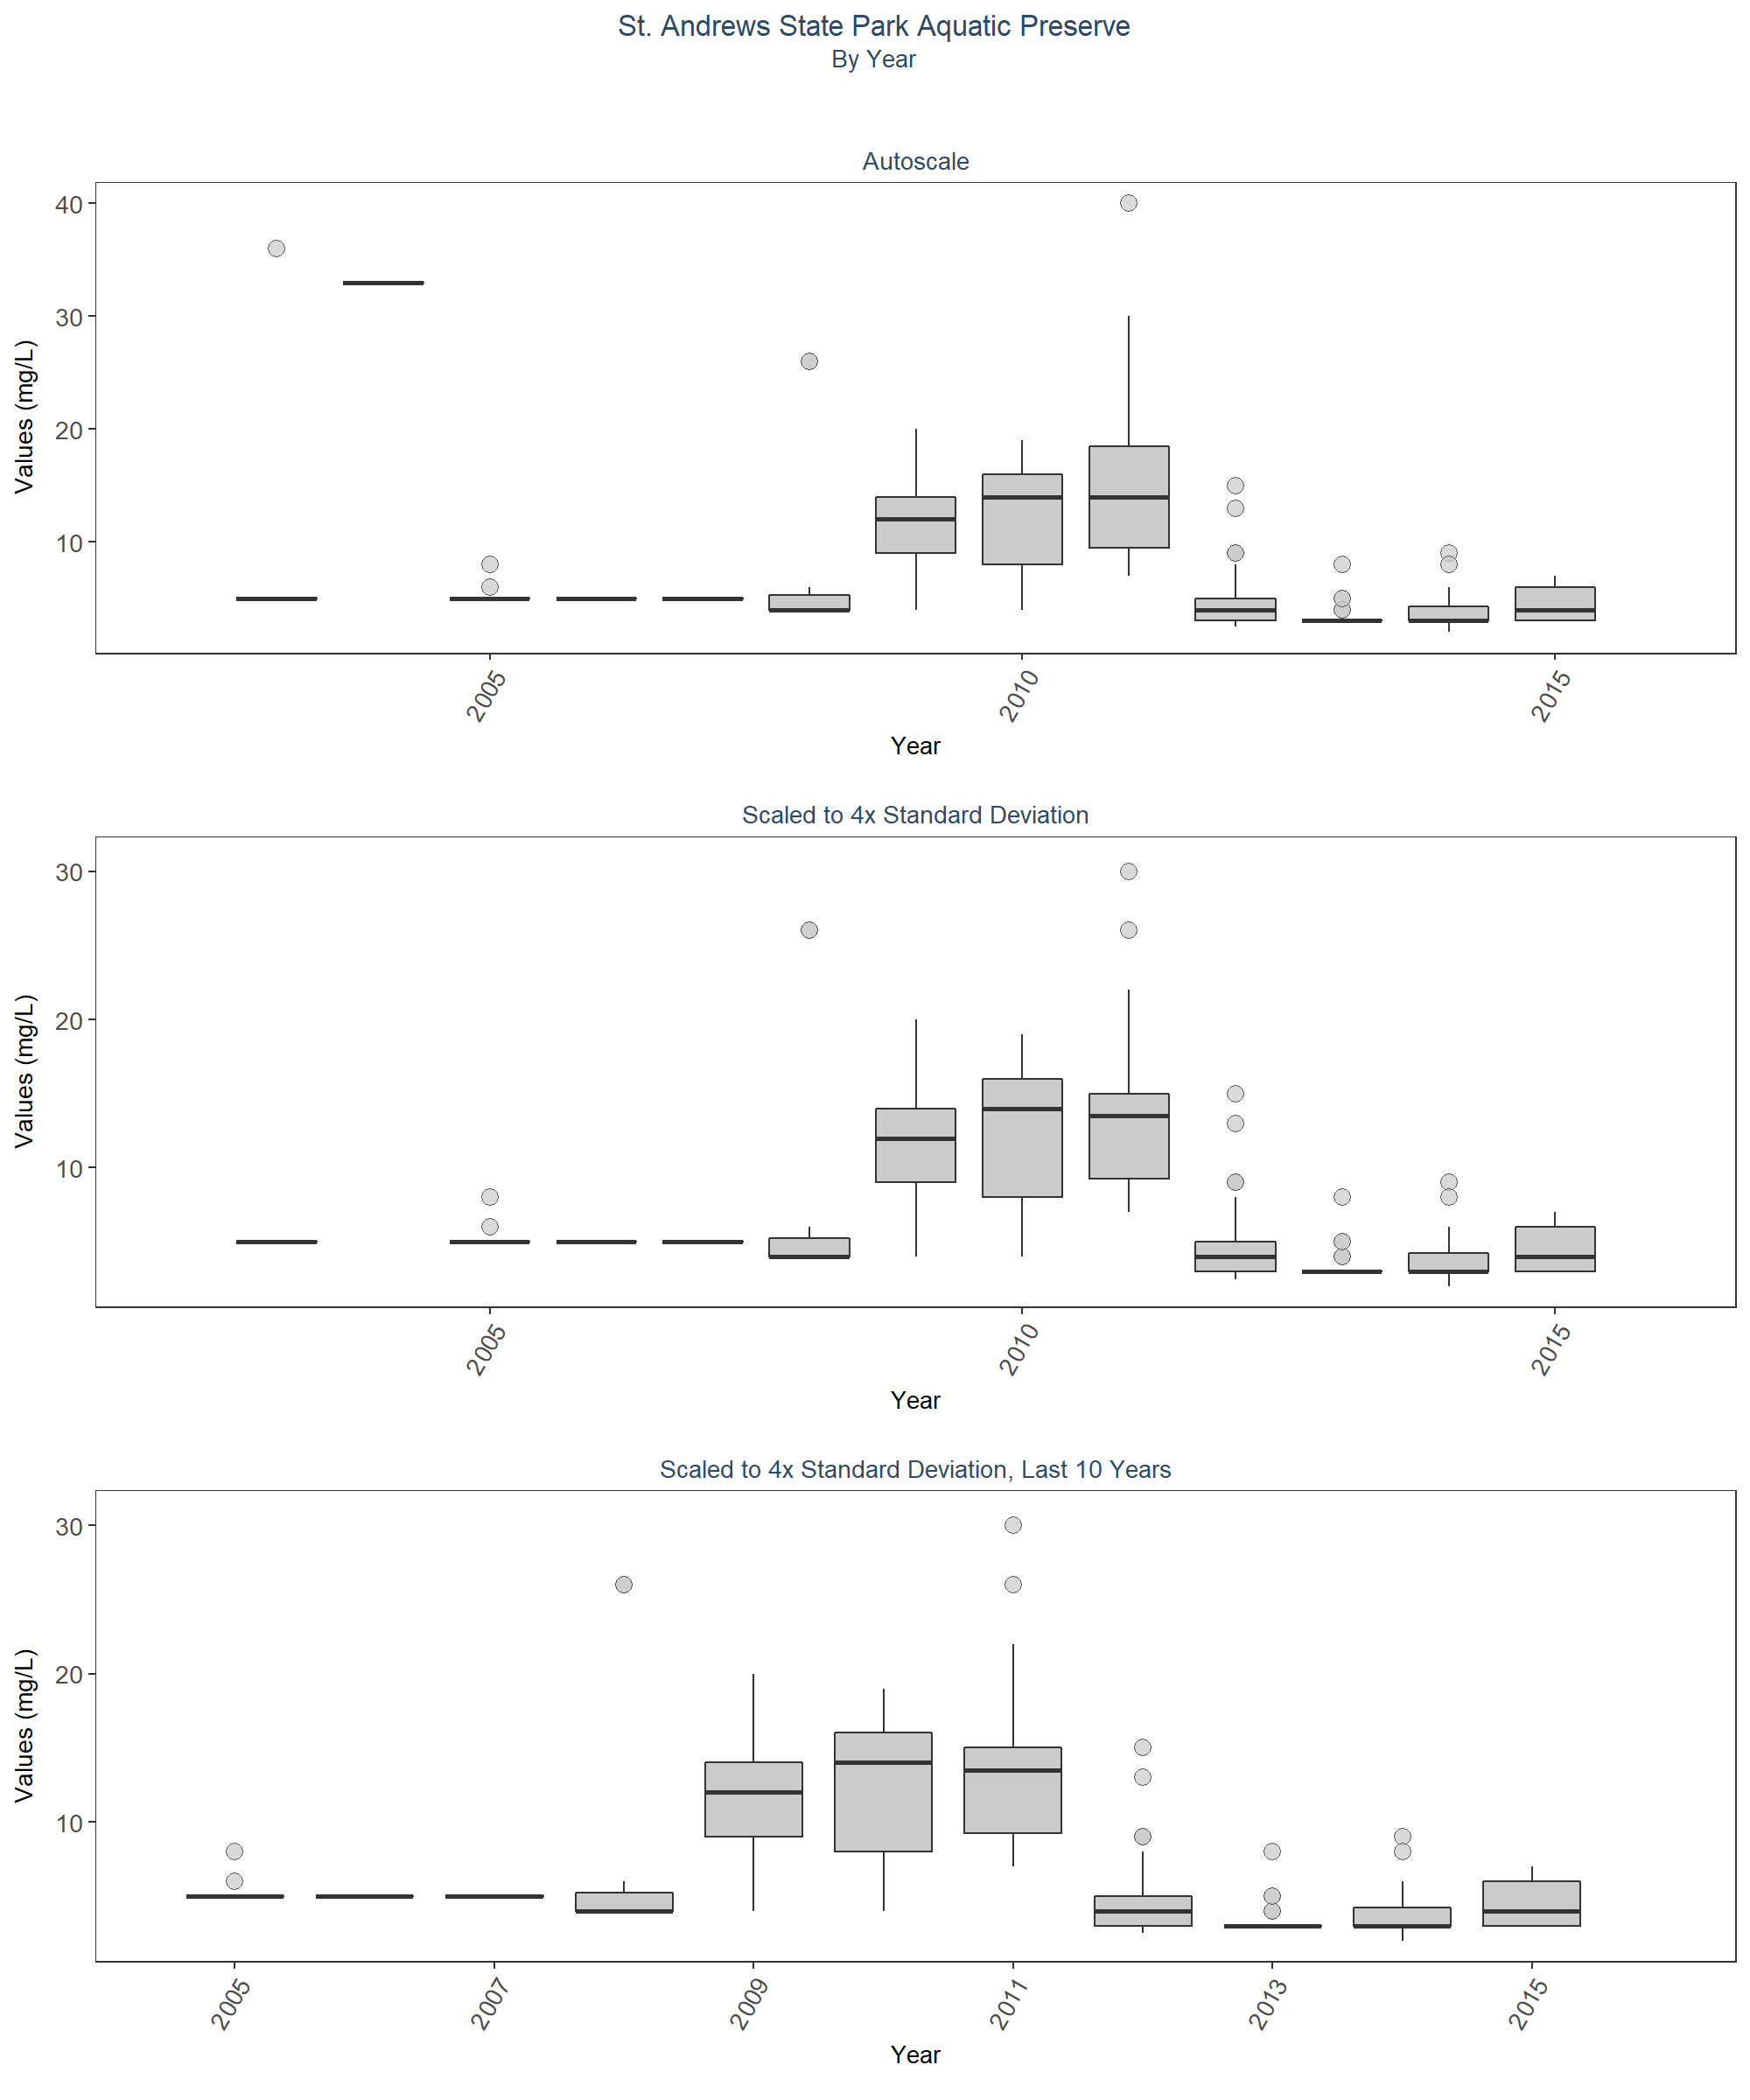 St. Andrews State Park Aquatic Preserve
By Year
Autoscale
Values (mg/L)
40
30
20
10
2005
2010
2015
Year
Scaled to 4x Standard Deviation
Values (mg/L)
30
20
10
2005
2010
2015
Year
Scaled to 4x Standard Deviation, Last 10 Years
Values (mg/L)
30
20
10
2005
2007
2009
2011
2013
2015
Year